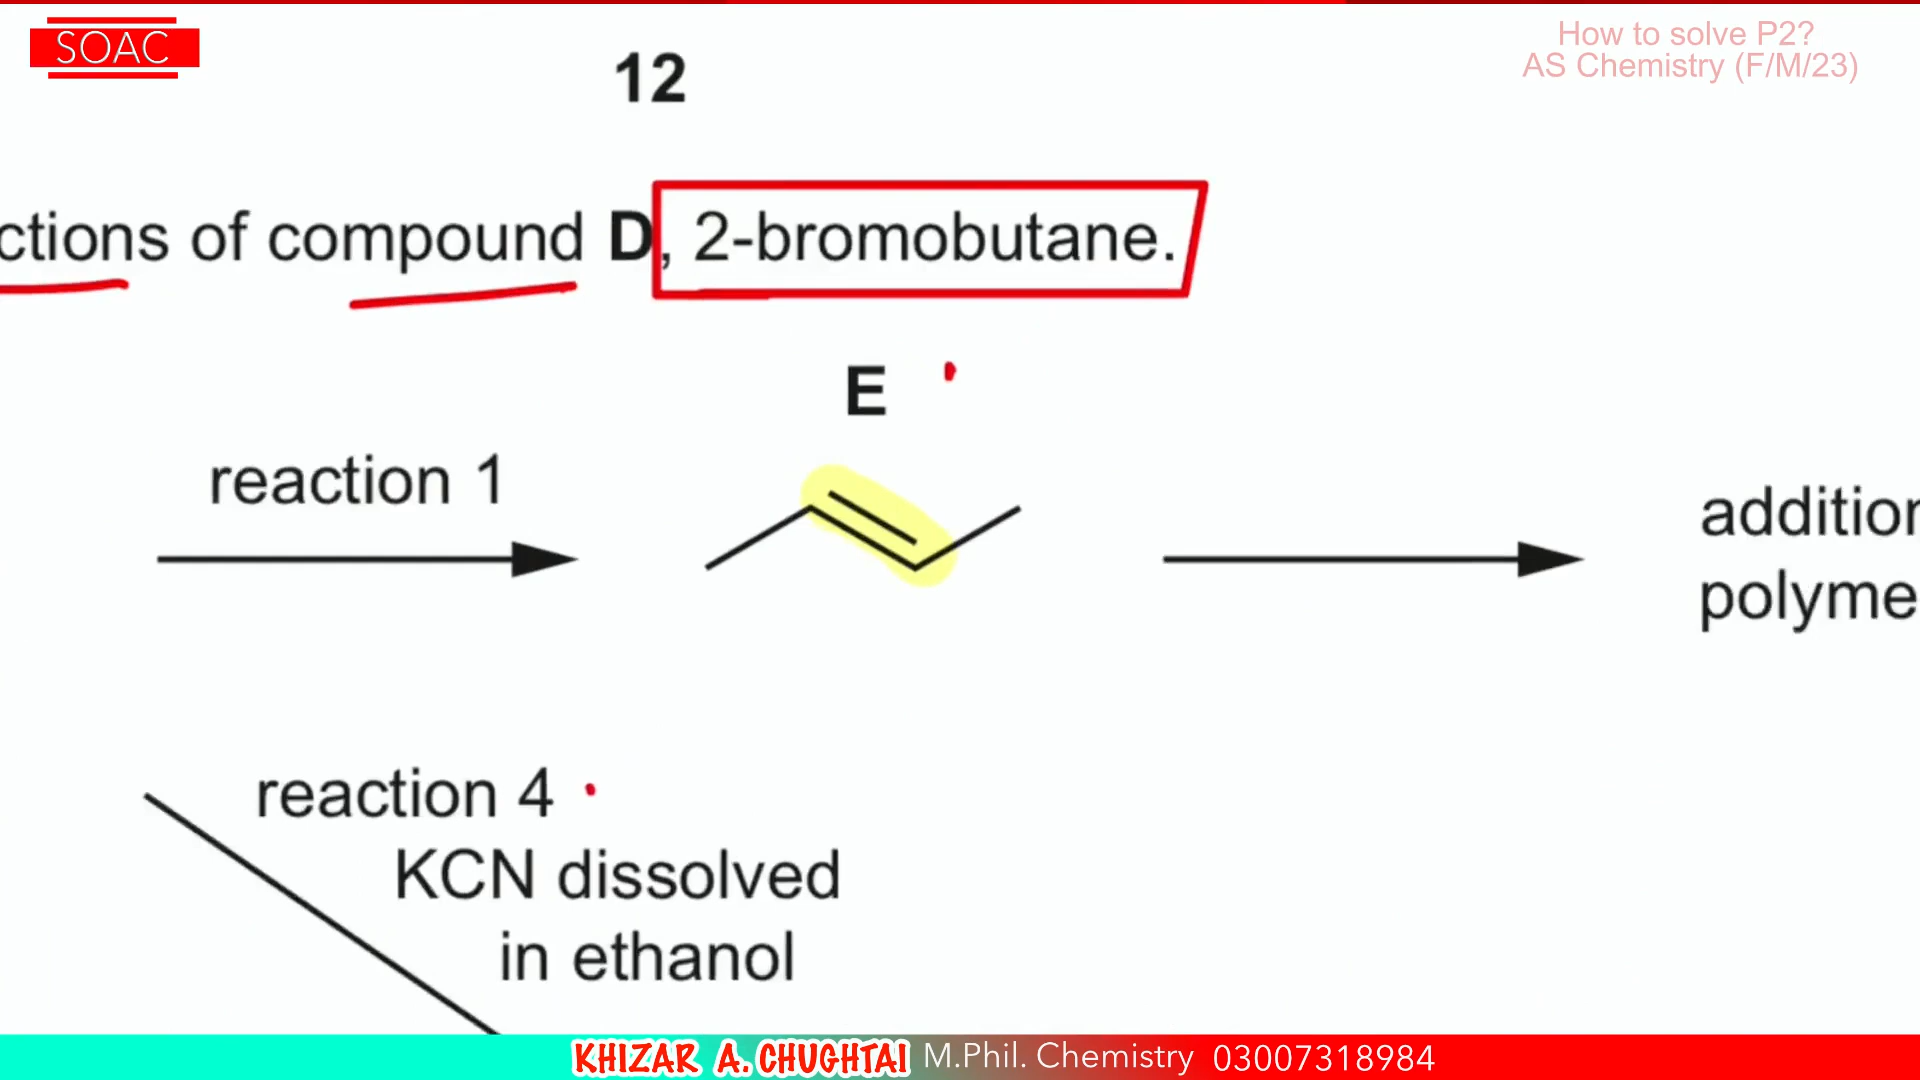 SOAC
How to solve P2?
AS Chemistry (F/M/23)
12
ctions of compound D, 2-bromobutane.
E
reaction 1
addition
polyme
reaction 4
KCN dissolved
in ethanol
KHIZAR A. CHUGHTAI M.Phil. Chemistry 03007318984